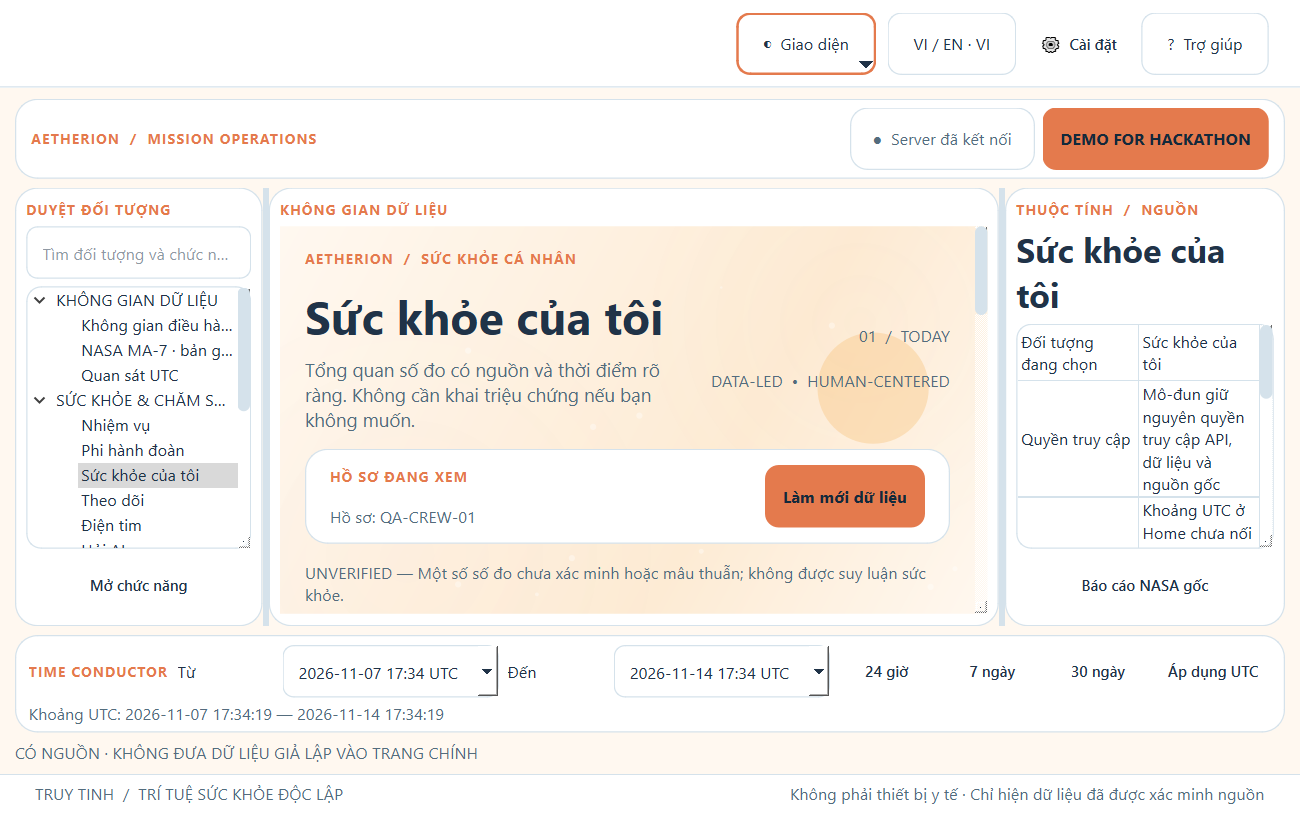 ◐ Giao diện
VI / EN · VI
Cài đặt
? Trợ giúp
AETHERION / MISSION OPERATIONS
● Server đã kết nối
DEMO FOR HACKATHON
DUYỆT ĐỐI TƯỢNG
Tìm đối tượng và chức n...
KHÔNG GIAN DỮ LIỆU
Không gian điều hà...
NASA MA-7 · bản g...
Quan sát UTC
SỨC KHỎE & CHĂM S...
Nhiệm vụ
Phi hành đoàn
Sức khỏe của tôi
Theo dõi
Điện tim
Mở chức năng
KHÔNG GIAN DỮ LIỆU
AETHERION / SỨC KHỎE CÁ NHÂN
Sức khỏe của tôi
Tổng quan số đo có nguồn và thời điểm rõ
ràng. Không cần khai triệu chứng nếu bạn
không muốn.
01 / TODAY
DATA-LED • HUMAN-CENTERED
HỒ SƠ ĐANG XEM
Hồ sơ: QA-CREW-01
Làm mới dữ liệu
UNVERIFIED — Một số số đo chưa xác minh hoặc mâu thuẫn; không được suy luận sức
khỏe.
THUỘC TÍNH / NGUỒN
Sức khỏe của
tôi
Đối tượng
đang chọn
Sức khỏe của
tôi
Quyền truy cập
Mô-đun giữ
nguyên quyền
truy cập API,
dữ liệu và
nguồn gốc
Khoảng UTC ở
Home chưa nối
Báo cáo NASA gốc
TIME CONDUCTOR Từ
2026-11-07 17:34 UTC
Đến
2026-11-14 17:34 UTC
24 giờ
7 ngày
30 ngày
Áp dụng UTC
Khoảng UTC: 2026-11-07 17:34:19 — 2026-11-14 17:34:19
CÓ NGUỒN · KHÔNG ĐƯA DỮ LIỆU GIẢ LẬP VÀO TRANG CHÍNH
TRUY TINH / TRÍ TUỆ SỨC KHỎE ĐỘC LẬP
Không phải thiết bị y tế · Chỉ hiện dữ liệu đã được xác minh nguồn